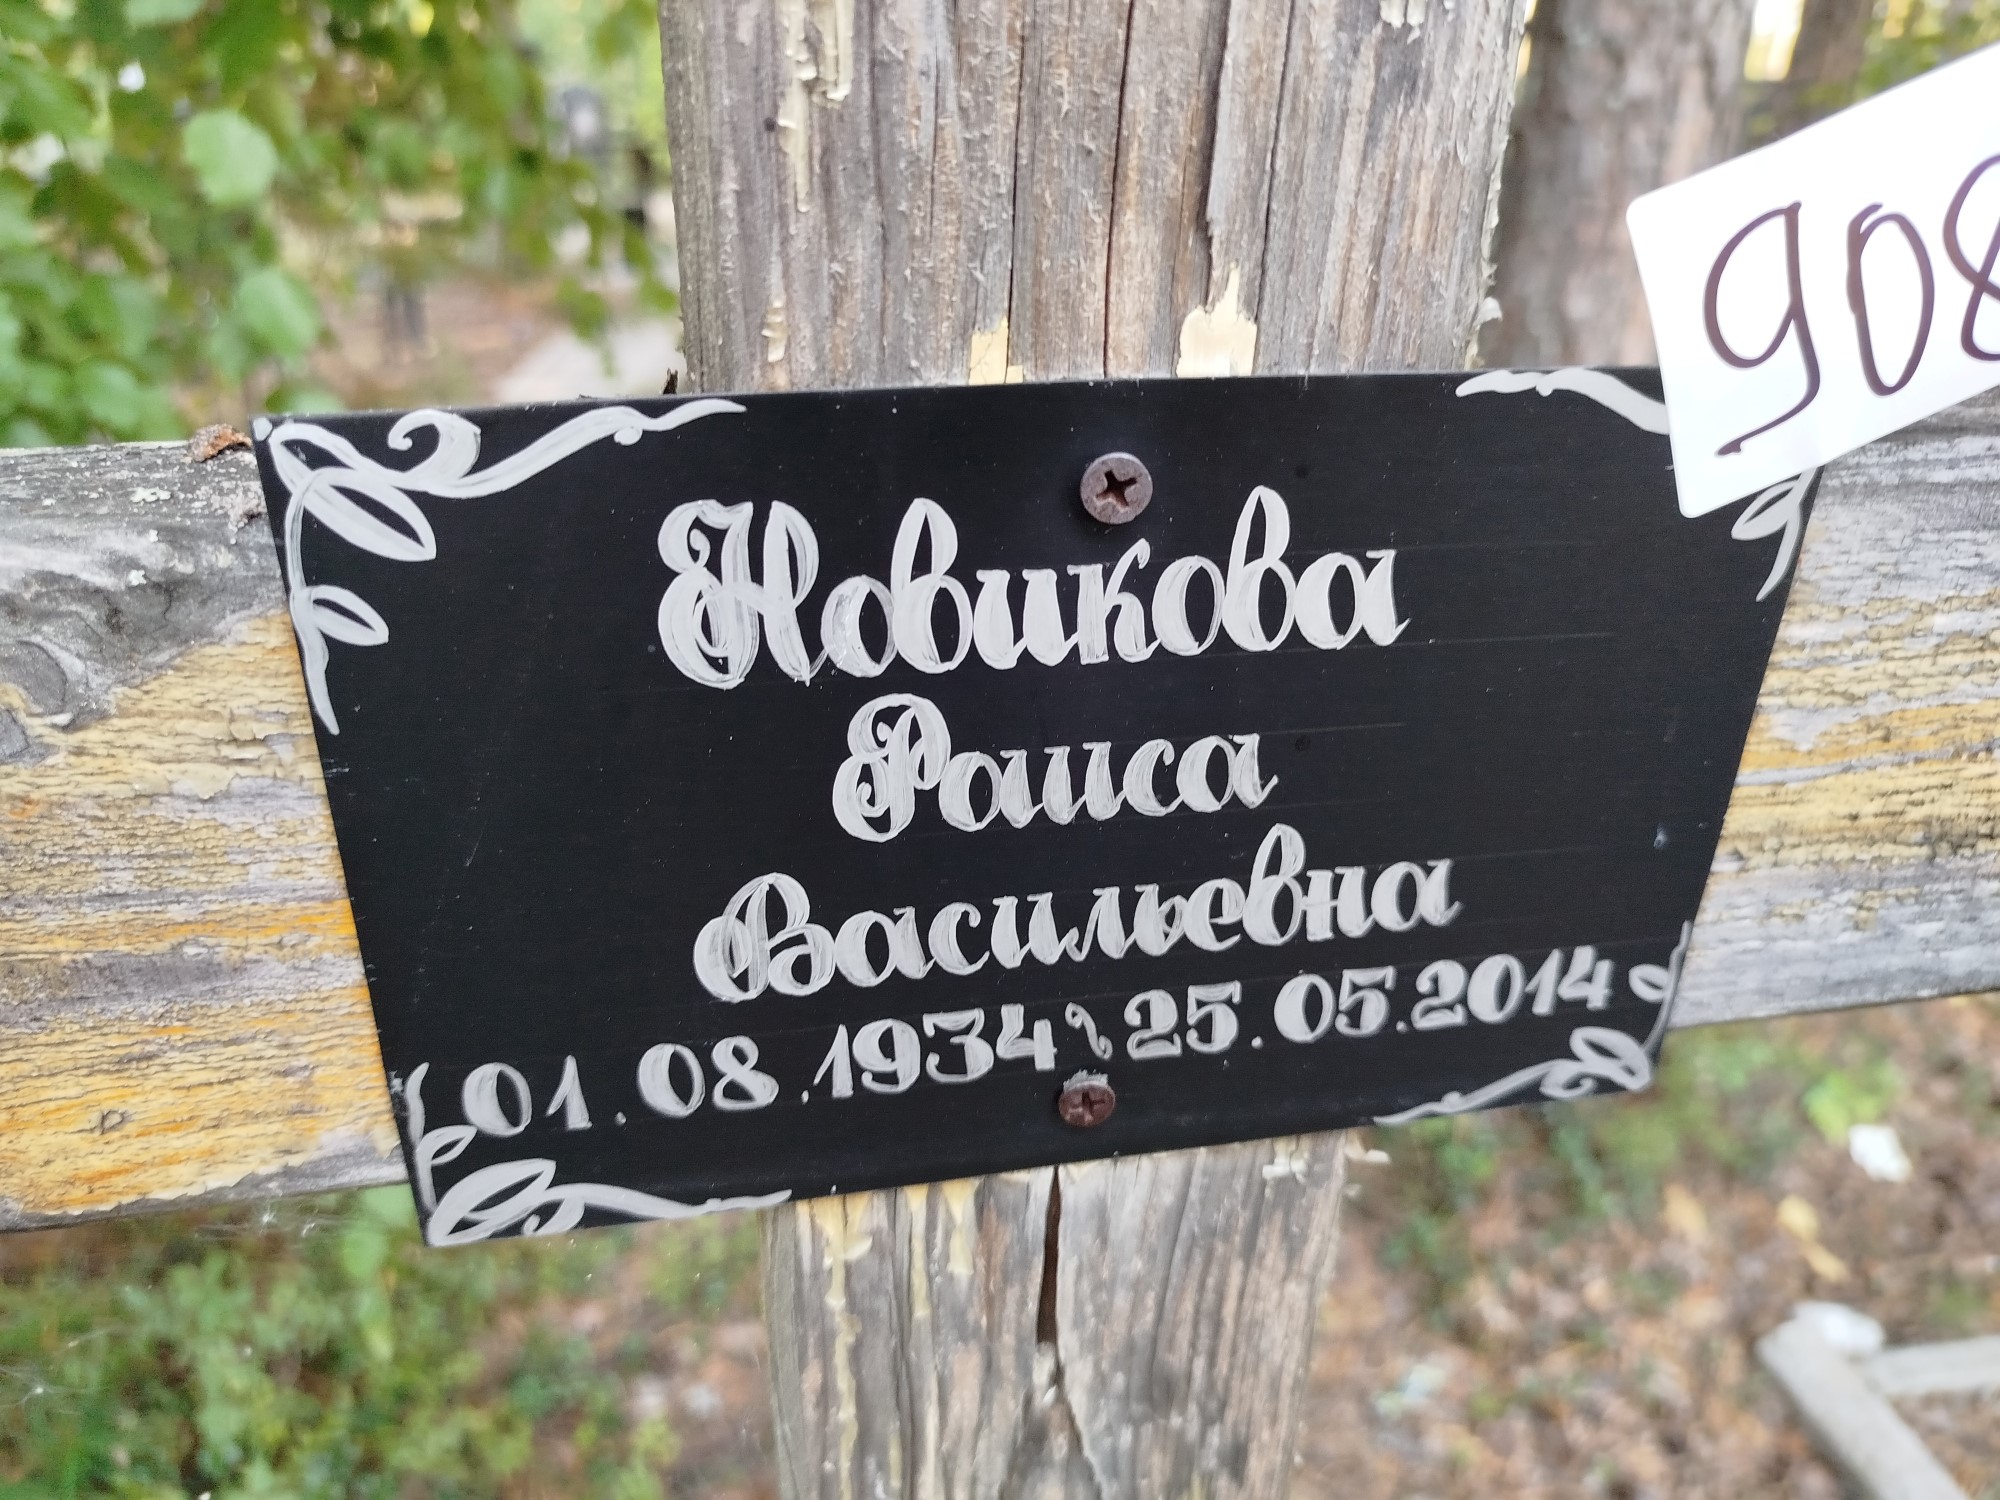 908
Новикова
Раиса
Васильевна
01.08.1934~25.05.2014